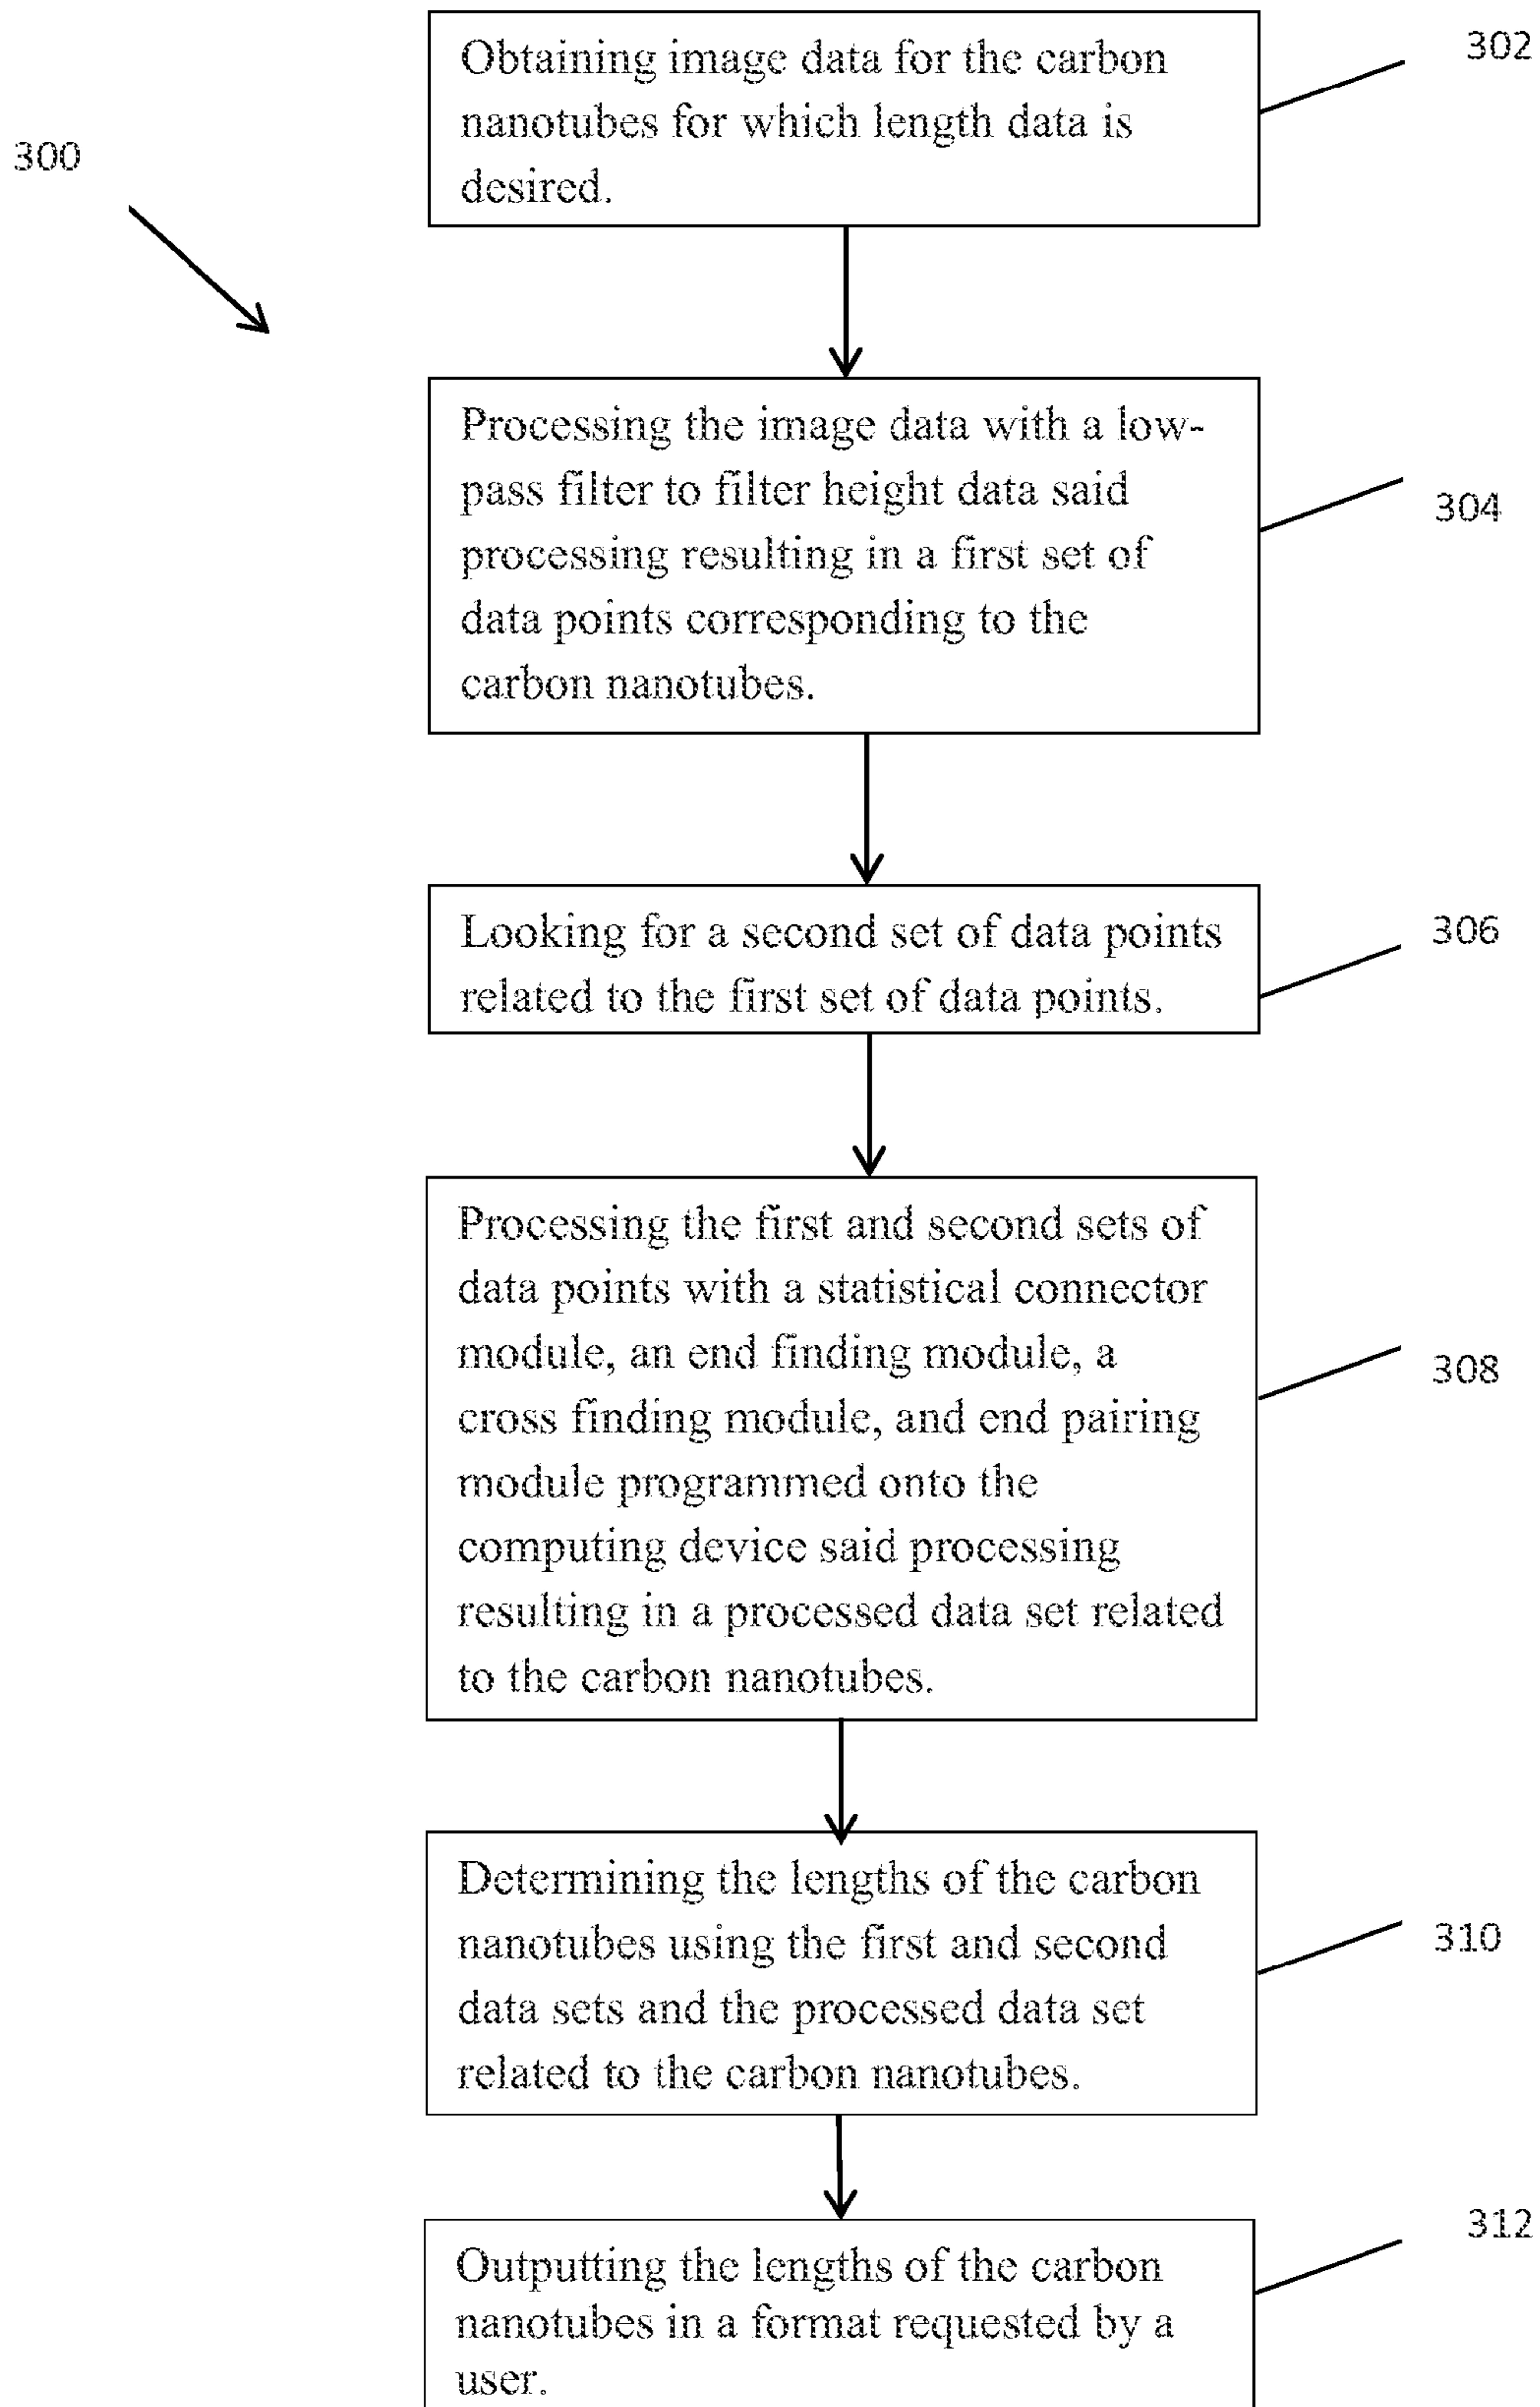 302
Obtaining image data for the carbon
nanotubes for which length data is
desired.
300
Processing the image data with a low-
pass filter to filter height data said
processing resulting in a first set of
data points corresponding to the
carbon nanotubes.
304
Looking for a second set of data points
related to the first set of data points.
306
Processing the first and second sets of
data points with a statistical connector
module, an end finding module, a
cross finding module, and end pairing
module programmed onto the
computing device said processing
resulting in a processed data set related
to the carbon nanotubes.
308
Determining the lengths of the carbon
nanotubes using the first and second
data sets and the processed data set
related to the carbon nanotubes.
310
312
Outputting the lengths of the carbon
nanotubes in a format requested by a
user.